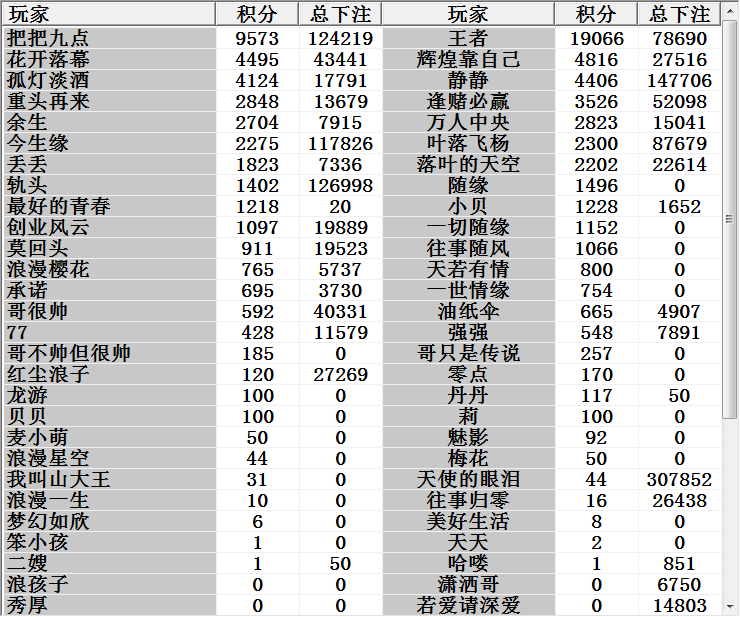 玩家 积分 总下注 玩家 积分 总下注
把把九点 9573 124219 王者 19066 78690
花开落幕 4495 43441 辉煌靠自己 4816 27516
孤灯淡酒 4124 17791 静静 4406 147706
重头再来 2848 13679 逢赌必赢 3526 52098
余生 2704 7915 万人中央 2823 15041
今生缘 2275 117826 叶落飞杨 2300 87679
丢丢 1823 7336 落叶的天空 2202 22614
轨头 1402 126998 随缘 1496 0
最好的青春 1218 20 小贝 1228 1652
创业风云 1097 19889 一切随缘 1152 0
莫回头 911 19523 往事随风 1066 0
浪漫樱花 765 5737 天若有情 800 0
承诺 695 3730 一世情缘 754 0
哥很帅 592 40331 油纸伞 665 4907
77 428 11579 强强 548 7891
哥不帅但很帅 185 0 哥只是传说 257 0
红尘浪子 120 27269 零点 170 0
龙游 100 0 丹丹 117 50
贝贝 100 0 莉 100 0
麦小萌 50 0 魅影 92 0
浪漫星空 44 0 梅花 50 0
我叫山大王 31 0 天使的眼泪 44 307852
浪漫一生 10 0 往事归零 16 26438
梦幻如欣 6 0 美好生活 8 0
笨小孩 1 0 天天 2 0
二嫂 1 50 哈喽 1 851
浪孩子 0 0 潇洒哥 0 6750
秀厚 0 0 若爱请深爱 0 14803